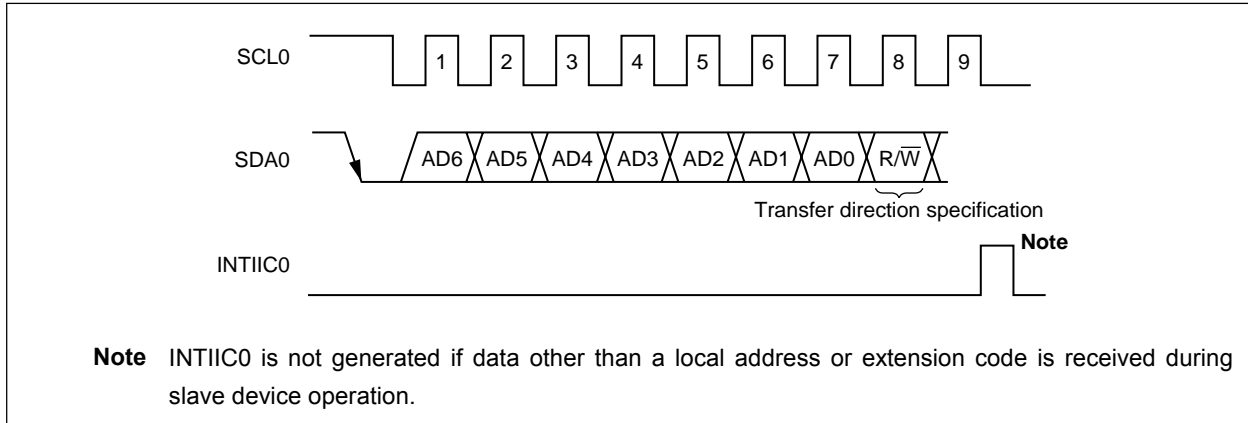 SCL0
1 2 3 4 5 6 7 8 9
SDA0
AD6 AD5 AD4 AD3 AD2 AD1 AD0 R/W̅
Transfer direction specification
Note
INTIIC0
Note INTIIC0 is not generated if data other than a local address or extension code is received during
slave device operation.